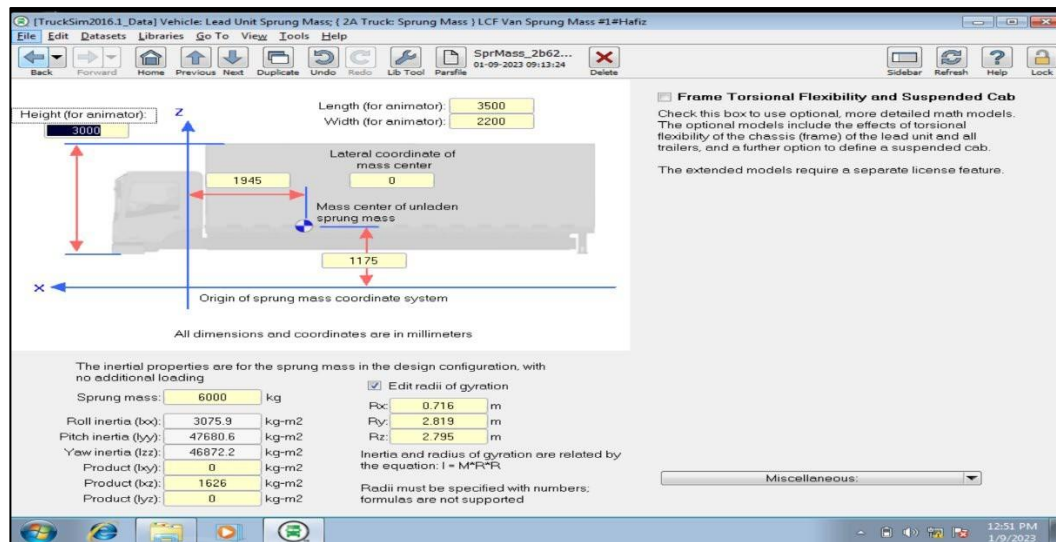 [TruckSim2016.1_Data] Vehicle: Lead Unit Sprung Mass; { 2A Truck: Sprung Mass } LCF Van Sprung Mass #1#Hafiz
File Edit Datasets Libraries Go To View Tools Help
Back Forward Home Previous Next Duplicate Undo Redo Lib Tool Parsfile SprMass_2b62... 01-09-2023 09:13:24 Delete Sidebar Refresh Help Lock
Height (for animator):
3000
Z
Length (for animator): 3500
Width (for animator): 2200
Lateral coordinate of
mass center
1945 0
Mass center of unladen
sprung mass
1175
X
Origin of sprung mass coordinate system
All dimensions and coordinates are in millimeters
Frame Torsional Flexibility and Suspended Cab
Check this box to use optional, more detailed math models.
The optional models include the effects of torsional
flexibility of the chassis (frame) of the lead unit and all
trailers, and a further option to define a suspended cab.
The extended models require a separate license feature.
The inertial properties are for the sprung mass in the design configuration, with
no additional loading
Sprung mass: 6000 kg
Roll inertia (Ixx): 3075.9 kg-m2
Pitch inertia (Iyy): 47680.6 kg-m2
Yaw inertia (Izz): 46872.2 kg-m2
Product (Ixy): 0 kg-m2
Product (Ixz): 1626 kg-m2
Product (Iyz): 0 kg-m2
Edit radii of gyration
Rx: 0.716 m
Ry: 2.819 m
Rz: 2.795 m
Inertia and radius of gyration are related by
the equation: I = M*R*R
Radii must be specified with numbers;
formulas are not supported
Miscellaneous:
12:51 PM
1/9/2023